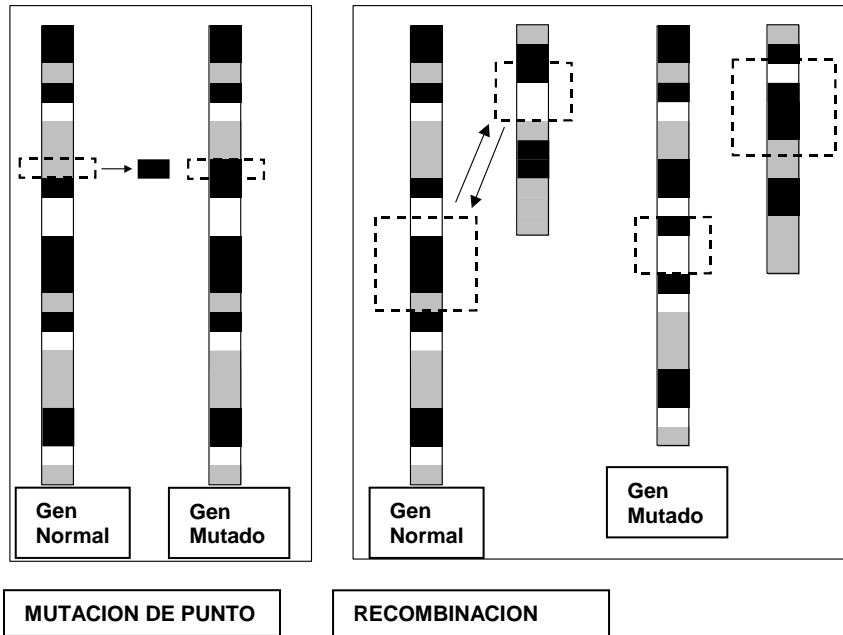 Gen
Normal
Gen
Mutado
Gen
Normal
Gen
Mutado
MUTACION DE PUNTO
RECOMBINACION